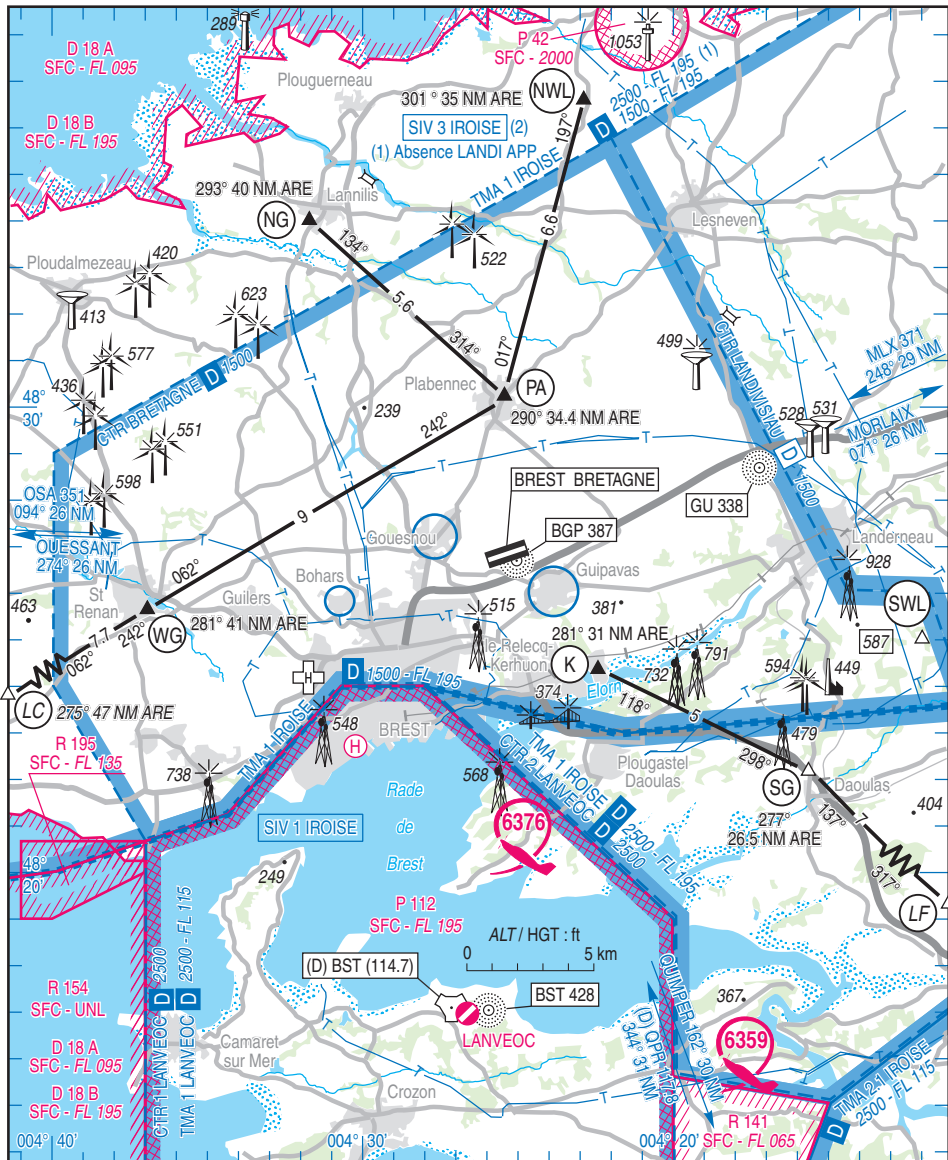 289
D 18 A
SFC - FL 095
P 42
SFC - 2000
1053
Plouguerneau
NWL
301 ° 35 NM ARE
2500 - FL 195 (1)
1500 - FL 195
D
SIV 3 IROISE (2)
(1) Absence LANDI APP
197°
D 18 B
SFC - FL 195
TMA 1 IROISE
293° 40 NM ARE
Lannilis
NG
Lesneven
134°
6.6
522
Ploudalmezeau
420
413
623
5.6
577
314°
017°
499
CTR LANDIVISIAU
MLX 371
248° 29 NM
CTR BRETAGNE D 1500
436
Plabennec
PA
48°
30'
239
290° 34.4 NM ARE
242°
551
528
531
MORLAIX
071° 26 NM
D 1500
598
OSA 351
094° 26 NM
BREST BRETAGNE
GU 338
9
BGP 387
OUESSANT
274° 26 NM
Gouesnou
Landerneau
062°
Bohars
Guipavas
928
St
Renan
Guilers
463
WG
281° 41 NM ARE
515
381
SWL
587
le Relecq-
Kerhuon
281° 31 NM ARE
7.7
242°
062°
K
732
791
594
449
H
D 1500 - FL 195
Elorn
LC
275° 47 NM ARE
118°
5
374
TMA 1 IROISE
548
BREST
H
479
R 195
SFC - FL 135
738
568
TMA 1 IROISE
CTR 2 LANVEOC
D 2500 - FL 195
D 2500
Plougastel
Daoulas
298°
SG
Daoulas
277°
26.5 NM ARE
137°
7
404
Rade
de
Brest
SIV 1 IROISE
6376
48°
20'
249
317°
LF
P 112
SFC - FL 195
ALT / HGT : ft
0 5 km
(D) BST (114.7)
BST 428
LANVEOC
R 154
SFC - UNL
D 18 A
SFC - FL 095
D 18 B
SFC - FL 195
CTR 1 LANVEOC D 2500
TMA 1 LANVEOC D 2500 - FL 115
Camaret
sur Mer
Crozon
QUIMPER 162° 30 NM
(D) QPR 117.8
344° 31 NM
367
6359
TMA 2 IROISE
2500 - FL 115
D
R 141
SFC - FL 065
004° 40'
004° 30'
004° 20'